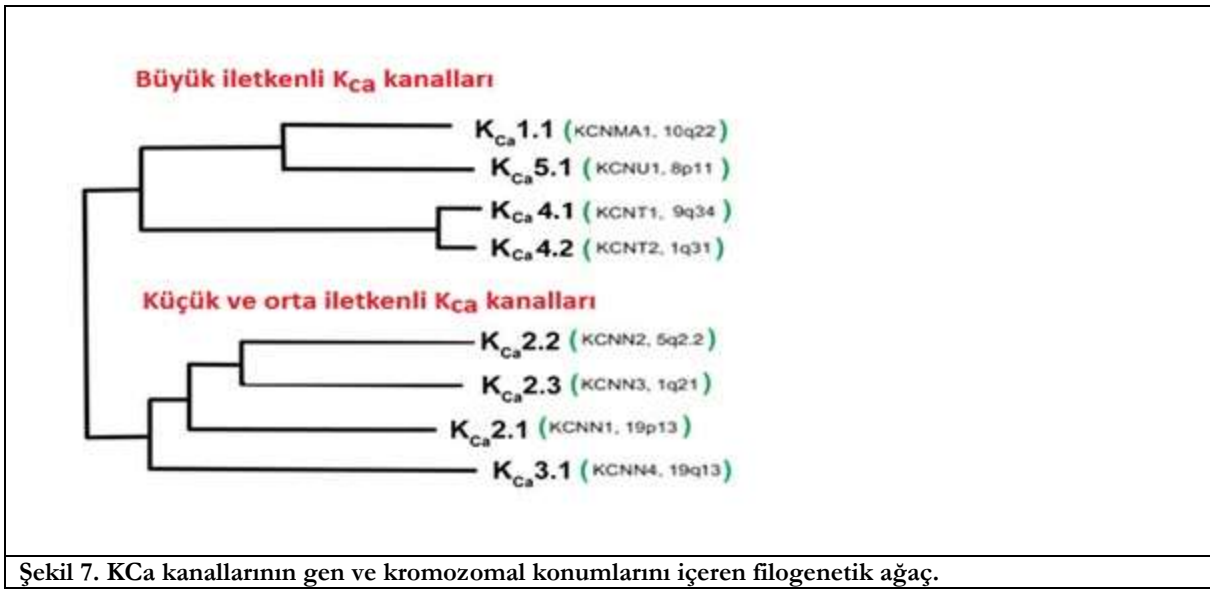 Büyük iletkenli Kca kanalları
KCa1.1 (KCNMA1, 10q22)
KCa5.1 (KCNU1, 8p11)
KCa4.1 (KCNT1, 9q34)
KCa4.2 (KCNT2, 1q31)
Küçük ve orta iletkenli Kca kanalları
KCa2.2 (KCNN2, 5q2.2)
KCa2.3 (KCNN3, 1q21)
KCa2.1 (KCNN1, 19p13)
KCa3.1 (KCNN4, 19q13)
Şekil 7. KCa kanallarının gen ve kromozomal konumlarını içeren filogenetik ağaç.